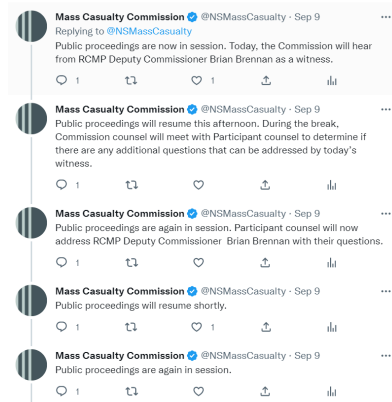 Mass Casualty Commission @NSMassCasualty · Sep 9
Replying to @NSMassCasualty
Public proceedings are now in session. Today, the Commission will hear
from RCMP Deputy Commissioner Brian Brennan as a witness.
1 1
Mass Casualty Commission @NSMassCasualty · Sep 9
Public proceedings will resume this afternoon. During the break,
Commission counsel will meet with Participant counsel to determine if
there are any additional questions that can be addressed by today's
witness.
1
Mass Casualty Commission @NSMassCasualty · Sep 9
Public proceedings are again in session. Participant counsel will now
address RCMP Deputy Commissioner Brian Brennan with their questions.
1
Mass Casualty Commission @NSMassCasualty · Sep 9
Public proceedings will resume shortly.
1 1
Mass Casualty Commission @NSMassCasualty · Sep 9
Public proceedings are again in session.
1